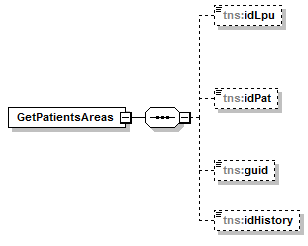 tns:idLpu
tns:idPat
GetPatientsAreas
tns:guid
tns:idHistory